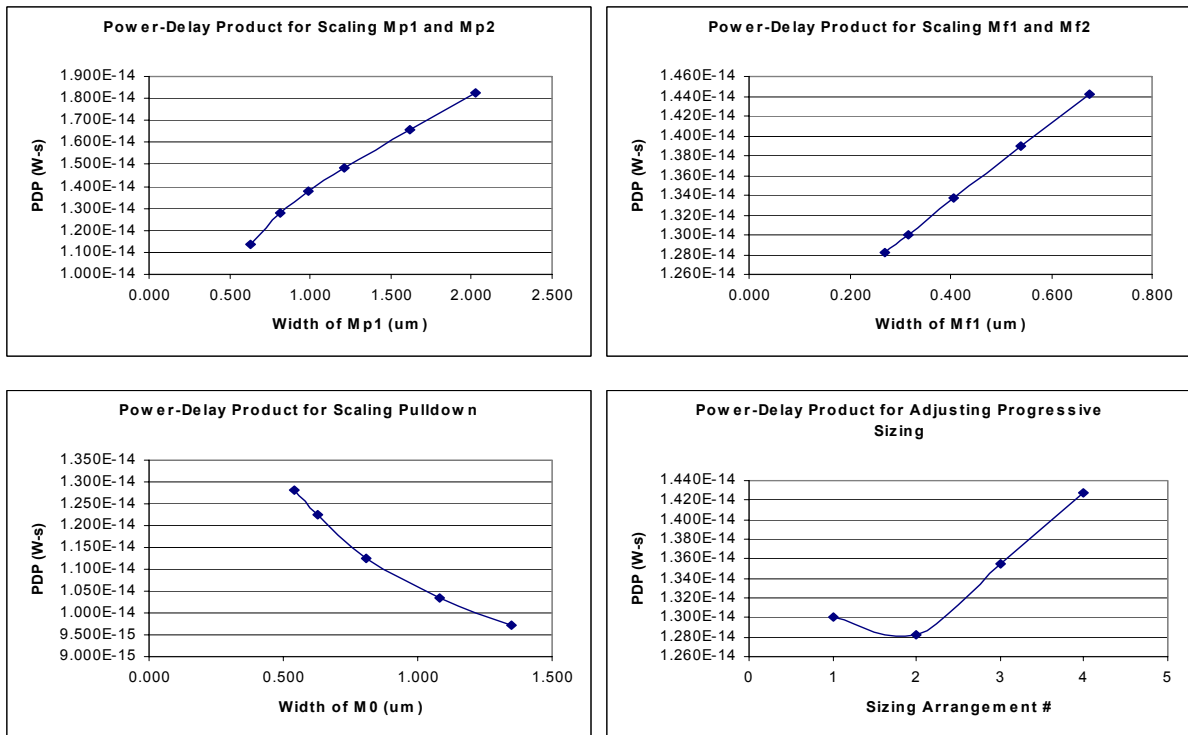 Power-Delay Product for Scaling Mp1 and Mp2
1.900E-14
1.800E-14
1.700E-14
1.600E-14
1.500E-14
1.400E-14
1.300E-14
1.200E-14
1.100E-14
1.000E-14
PDP (W-s)
0.000 0.500 1.000 1.500 2.000 2.500
Width of Mp1 (um)
Power-Delay Product for Scaling Mf1 and Mf2
1.460E-14
1.440E-14
1.420E-14
1.400E-14
1.380E-14
1.360E-14
1.340E-14
1.320E-14
1.300E-14
1.280E-14
1.260E-14
PDP (W-s)
0.000 0.200 0.400 0.600 0.800
Width of Mf1 (um)
Power-Delay Product for Scaling Pulldown
1.350E-14
1.300E-14
1.250E-14
1.200E-14
1.150E-14
1.100E-14
1.050E-14
1.000E-14
9.500E-15
9.000E-15
PDP (W-s)
0.000 0.500 1.000 1.500
Width of M0 (um)
Power-Delay Product for Adjusting Progressive
Sizing
1.440E-14
1.420E-14
1.400E-14
1.380E-14
1.360E-14
1.340E-14
1.320E-14
1.300E-14
1.280E-14
1.260E-14
PDP (W-s)
0 1 2 3 4 5
Sizing Arrangement #